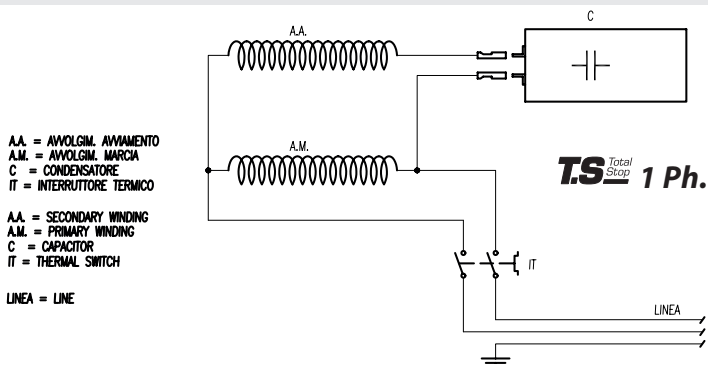 C
A.A.
A.M.
A.A. = AVVOLGIM. AVVIAMENTO
A.M. = AVVOLGIM. MARCIA
C = CONDENSATORE
IT = INTERRUTTORE TERMICO
A.A. = SECONDARY WINDING
A.M. = PRIMARY WINDING
C = CAPACITOR
IT = THERMAL SWITCH
LINEA = LINE
T.S Total Stop 1 Ph.
IT
LINEA